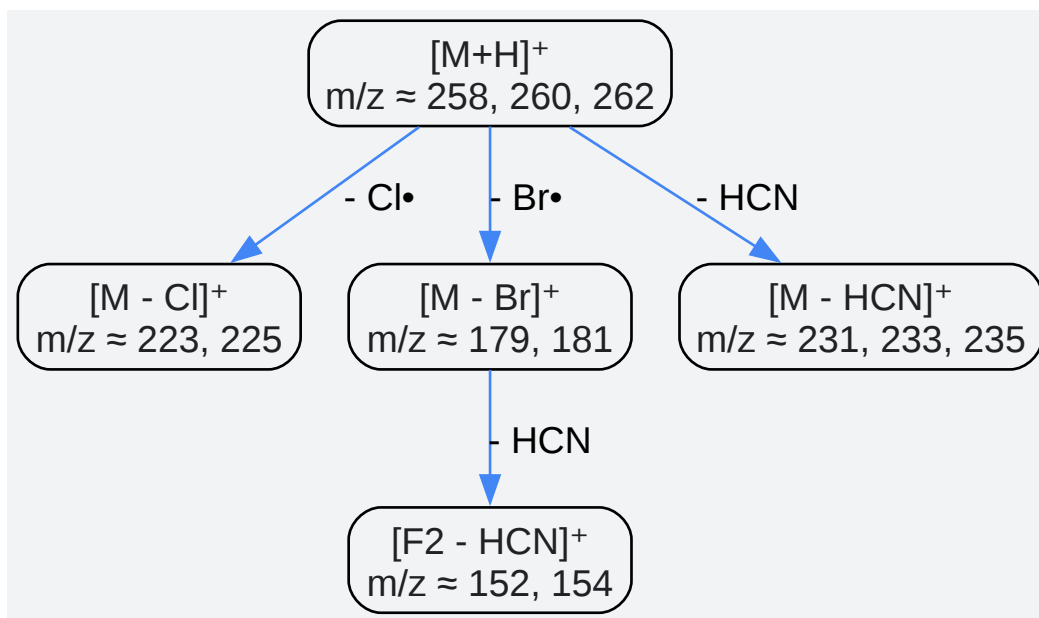 [M+H]⁺
m/z ≈ 258, 260, 262
- Cl•
- Br•
- HCN
[M - Cl]⁺
m/z ≈ 223, 225
[M - Br]⁺
m/z ≈ 179, 181
[M - HCN]⁺
m/z ≈ 231, 233, 235
- HCN
[F2 - HCN]⁺
m/z ≈ 152, 154